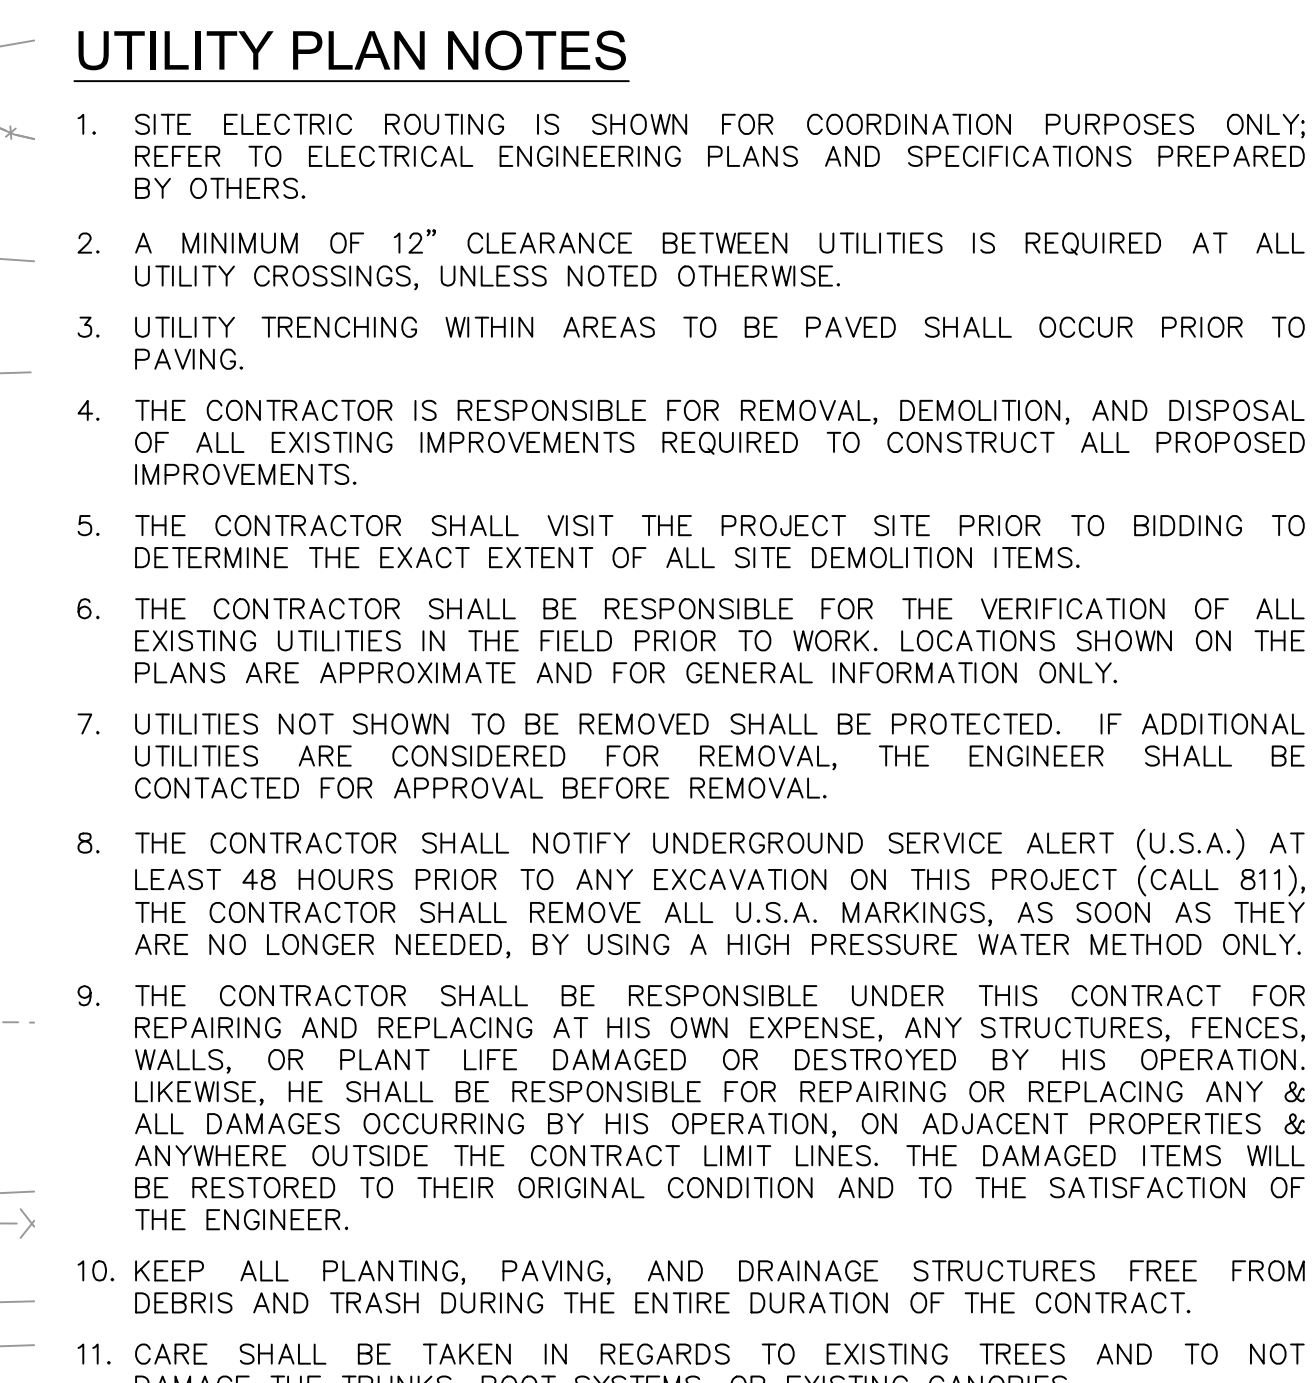 UTILITY PLAN NOTES
1. SITE ELECTRIC ROUTING IS SHOWN FOR COORDINATION PURPOSES ONLY;
REFER TO ELECTRICAL ENGINEERING PLANS AND SPECIFICATIONS PREPARED
BY OTHERS.
2. A MINIMUM OF 12” CLEARANCE BETWEEN UTILITIES IS REQUIRED AT ALL
UTILITY CROSSINGS, UNLESS NOTED OTHERWISE.
3. UTILITY TRENCHING WITHIN AREAS TO BE PAVED SHALL OCCUR PRIOR TO
PAVING.
4. THE CONTRACTOR IS RESPONSIBLE FOR REMOVAL, DEMOLITION, AND DISPOSAL
OF ALL EXISTING IMPROVEMENTS REQUIRED TO CONSTRUCT ALL PROPOSED
IMPROVEMENTS.
5. THE CONTRACTOR SHALL VISIT THE PROJECT SITE PRIOR TO BIDDING TO
DETERMINE THE EXACT EXTENT OF ALL SITE DEMOLITION ITEMS.
6. THE CONTRACTOR SHALL BE RESPONSIBLE FOR THE VERIFICATION OF ALL
EXISTING UTILITIES IN THE FIELD PRIOR TO WORK. LOCATIONS SHOWN ON THE
PLANS ARE APPROXIMATE AND FOR GENERAL INFORMATION ONLY.
7. UTILITIES NOT SHOWN TO BE REMOVED SHALL BE PROTECTED. IF ADDITIONAL
UTILITIES ARE CONSIDERED FOR REMOVAL, THE ENGINEER SHALL BE
CONTACTED FOR APPROVAL BEFORE REMOVAL.
8. THE CONTRACTOR SHALL NOTIFY UNDERGROUND SERVICE ALERT (U.S.A.) AT
LEAST 48 HOURS PRIOR TO ANY EXCAVATION ON THIS PROJECT (CALL 811),
THE CONTRACTOR SHALL REMOVE ALL U.S.A. MARKINGS, AS SOON AS THEY
ARE NO LONGER NEEDED, BY USING A HIGH PRESSURE WATER METHOD ONLY.
9. THE CONTRACTOR SHALL BE RESPONSIBLE UNDER THIS CONTRACT FOR
REPAIRING AND REPLACING AT HIS OWN EXPENSE, ANY STRUCTURES, FENCES,
WALLS, OR PLANT LIFE DAMAGED OR DESTROYED BY HIS OPERATION.
LIKEWISE, HE SHALL BE RESPONSIBLE FOR REPAIRING OR REPLACING ANY &
ALL DAMAGES OCCURRING BY HIS OPERATION, ON ADJACENT PROPERTIES &
ANYWHERE OUTSIDE THE CONTRACT LIMIT LINES. THE DAMAGED ITEMS WILL
BE RESTORED TO THEIR ORIGINAL CONDITION AND TO THE SATISFACTION OF
THE ENGINEER.
10. KEEP ALL PLANTING, PAVING, AND DRAINAGE STRUCTURES FREE FROM
DEBRIS AND TRASH DURING THE ENTIRE DURATION OF THE CONTRACT.
11. CARE SHALL BE TAKEN IN REGARDS TO EXISTING TREES AND TO NOT
DAMAGE THE TRUNKS, ROOT SYSTEMS, OR EXISTING CANOPIES.